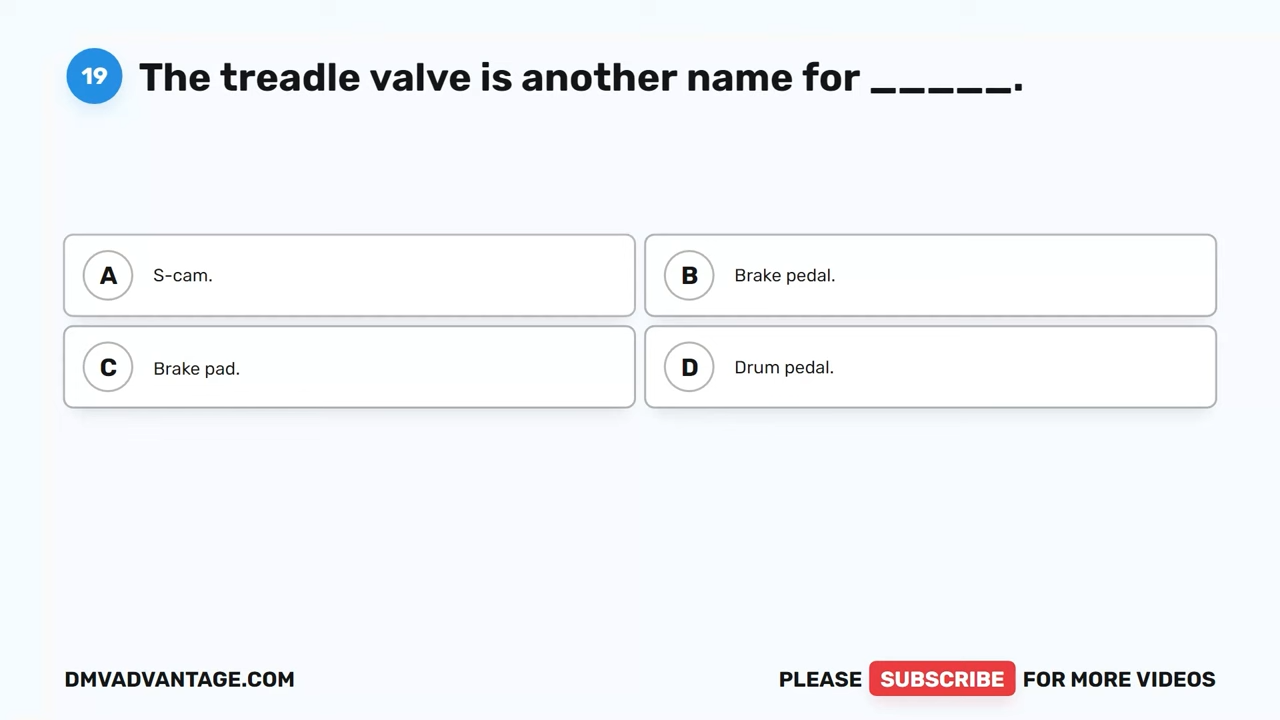 19 The treadle valve is another name for _____.
A S-cam.
B Brake pedal.
C Brake pad.
D Drum pedal.
DMVADVANTAGE.COM
PLEASE SUBSCRIBE FOR MORE VIDEOS